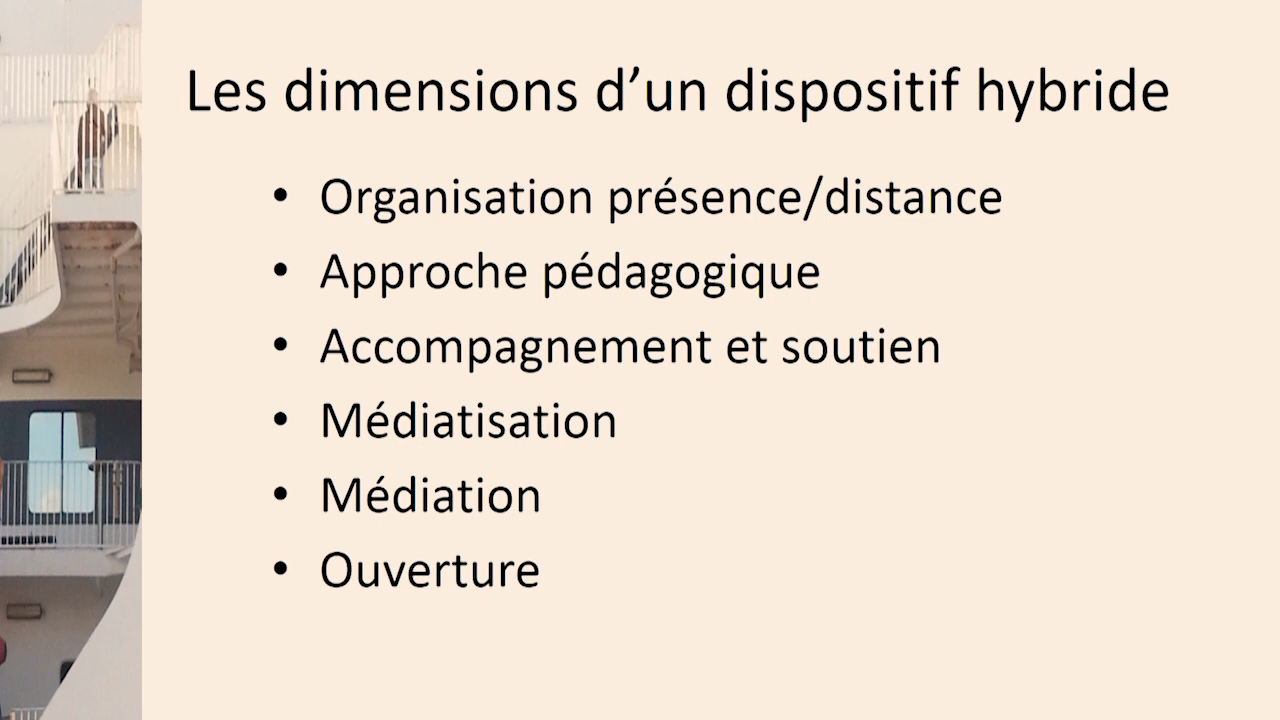 Les dimensions d’un dispositif hybride
• Organisation présence/distance
• Approche pédagogique
• Accompagnement et soutien
• Médiatisation
• Médiation
• Ouverture